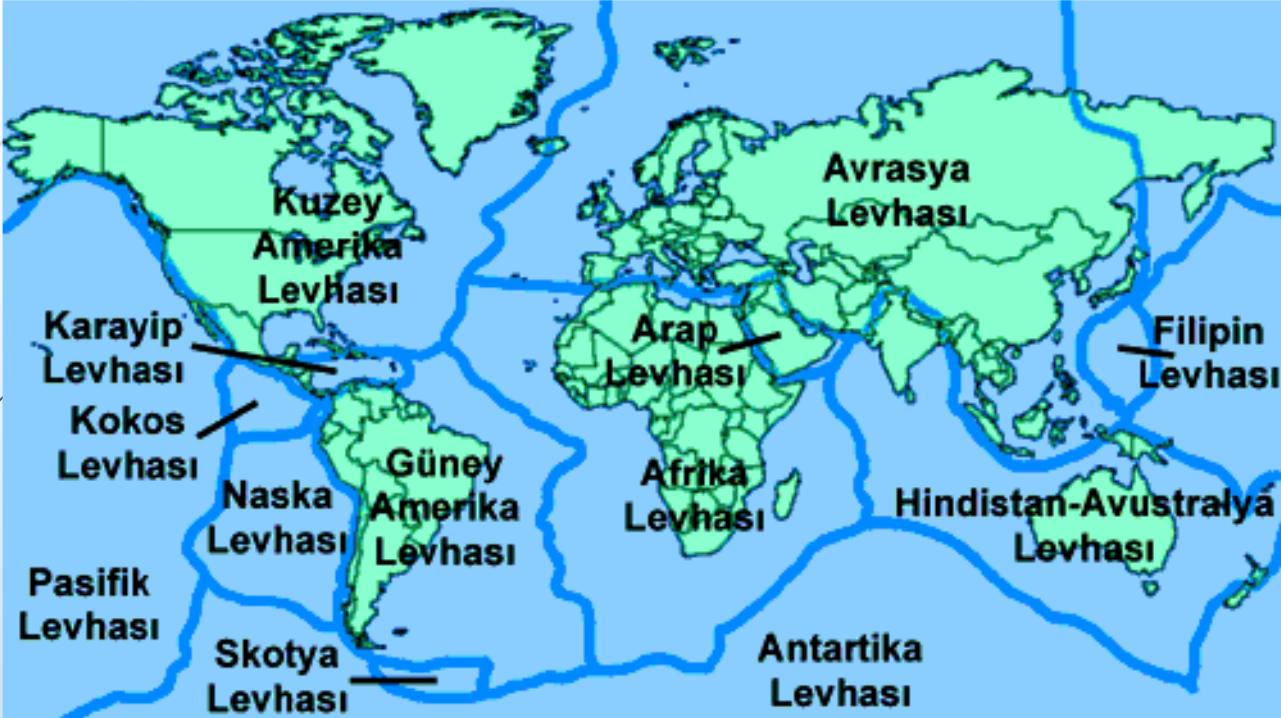 Avrasya
Levhası
Kuzey
Amerika
Levhası
Karayip
Levhası
Arap
Levhası
Filipin
Levhası
Kokos
Levhası
Güney
Amerika
Levhası
Afrika
Levhası
Naska
Levhası
Hindistan-Avustralya
Levhası
Pasifik
Levhası
Skotya
Levhası
Antartika
Levhası